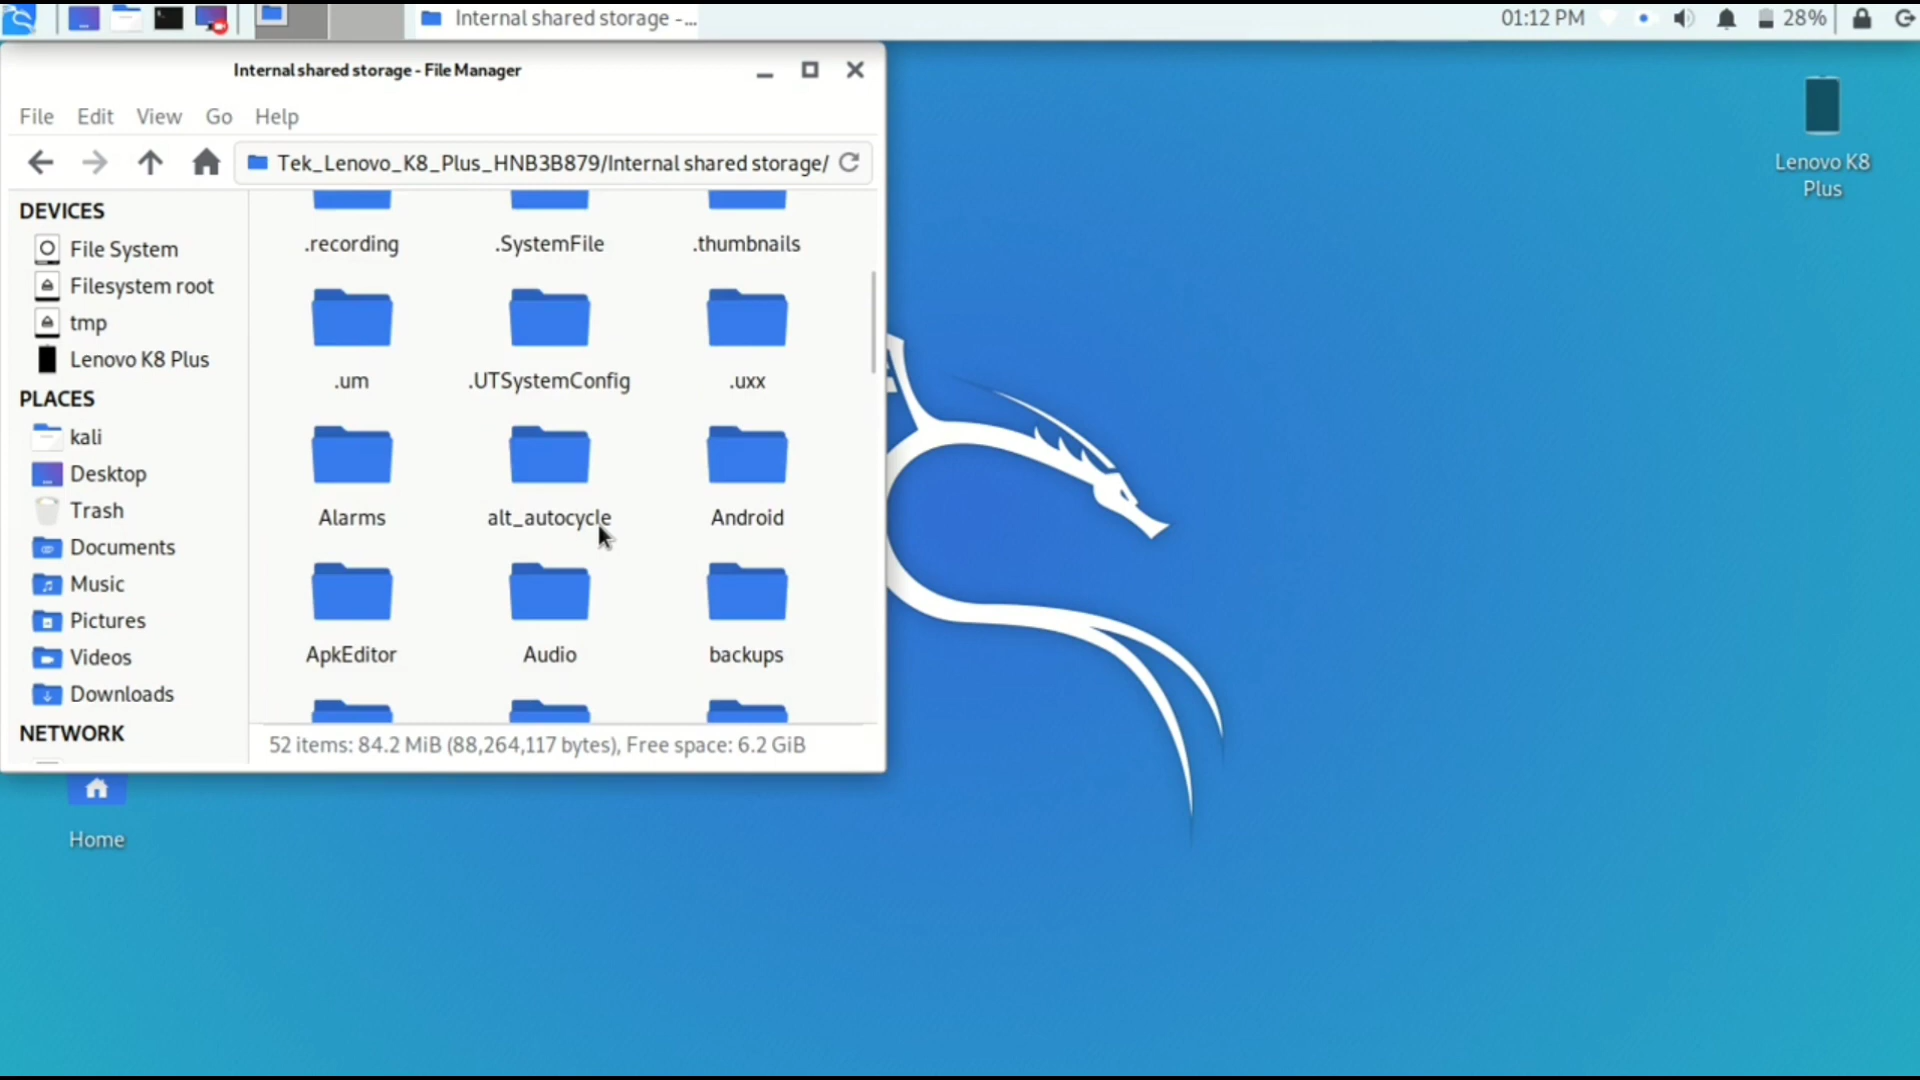 Internal shared storage -...
01:12 PM
28%
Internal shared storage - File Manager
File Edit View Go Help
Tek_Lenovo_K8_Plus_HNB3B879/Internal shared storage/
DEVICES
File System
Filesystem root
tmp
Lenovo K8 Plus
PLACES
kali
Desktop
Trash
Documents
Music
Pictures
Videos
Downloads
NETWORK
.recording .SystemFile .thumbnails
.um .UTSystemConfig .uxx
Alarms alt_autocycle Android
ApkEditor Audio backups
52 items: 84.2 MiB (88,264,117 bytes), Free space: 6.2 GiB
Home
Lenovo K8
Plus